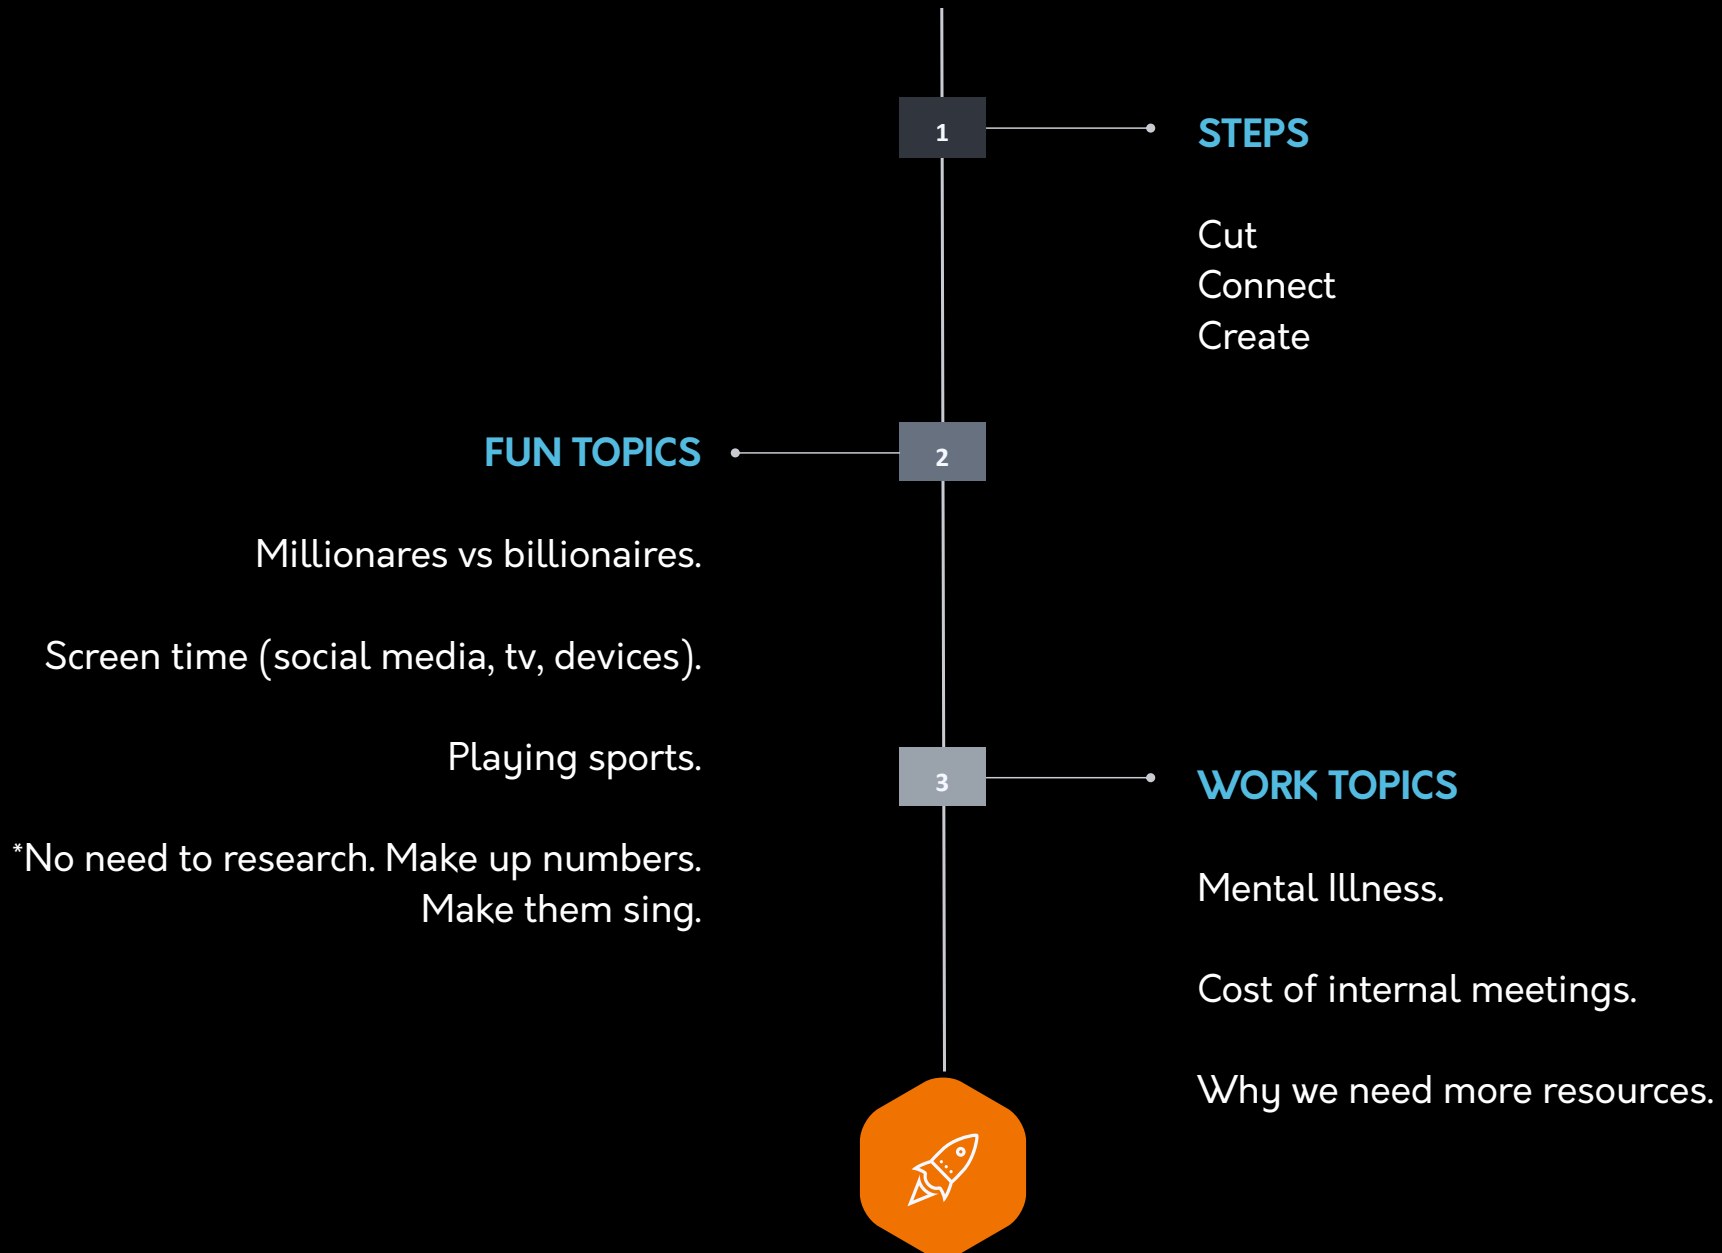 1
STEPS
Cut
Connect
Create
2
FUN TOPICS
Millionares vs billionaires.
Screen time (social media, tv, devices).
Playing sports.
*No need to research. Make up numbers.
Make them sing.
3
WORK TOPICS
Mental Illness.
Cost of internal meetings.
Why we need more resources.